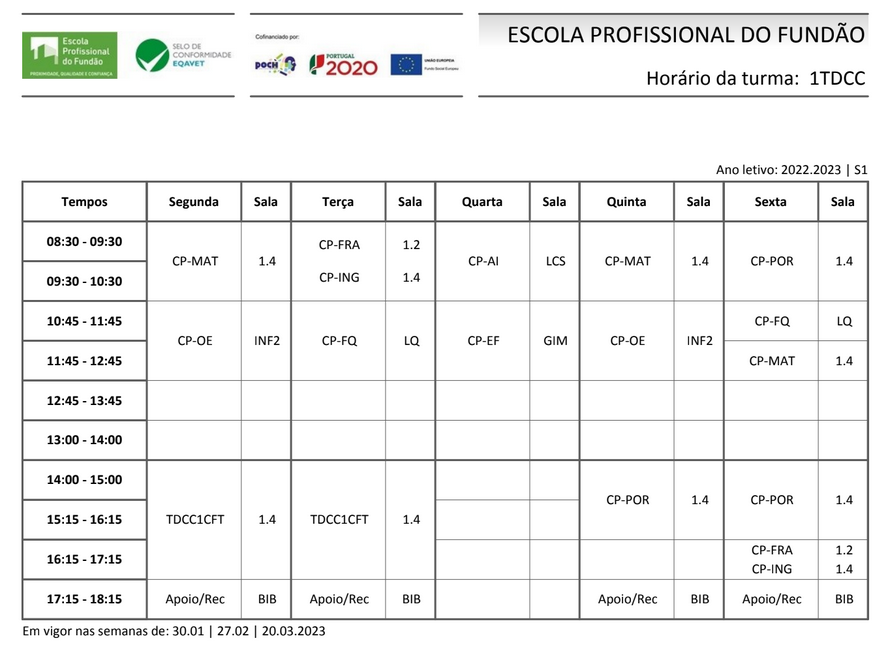 Escola
Profissional
do Fundão
PROXIMIDADE, QUALIDADE E CONFIANÇA
SELO DE
CONFORMIDADE
EQAVET
Cofinanciado por:
POCH
PORTUGAL
2020
UNIÃO EUROPEIA
Fundo Social Europeu
ESCOLA PROFISSIONAL DO FUNDÃO
Horário da turma: 1TDCC
Ano letivo: 2022.2023 | S1
Tempos Segunda Sala Terça Sala Quarta Sala Quinta Sala Sexta Sala
08:30 - 09:30 CP-FRA 1.2
CP-MAT 1.4 CP-AI LCS CP-MAT 1.4 CP-POR 1.4
09:30 - 10:30 CP-ING 1.4
10:45 - 11:45 CP-FQ LQ
CP-OE INF2 CP-FQ LQ CP-EF GIM CP-OE INF2
11:45 - 12:45 CP-MAT 1.4
12:45 - 13:45
13:00 - 14:00
14:00 - 15:00
CP-POR 1.4 CP-POR 1.4
15:15 - 16:15 TDCC1CFT 1.4 TDCC1CFT 1.4
CP-FRA 1.2
16:15 - 17:15
CP-ING 1.4
17:15 - 18:15 Apoio/Rec BIB Apoio/Rec BIB Apoio/Rec BIB Apoio/Rec BIB
Em vigor nas semanas de: 30.01 | 27.02 | 20.03.2023